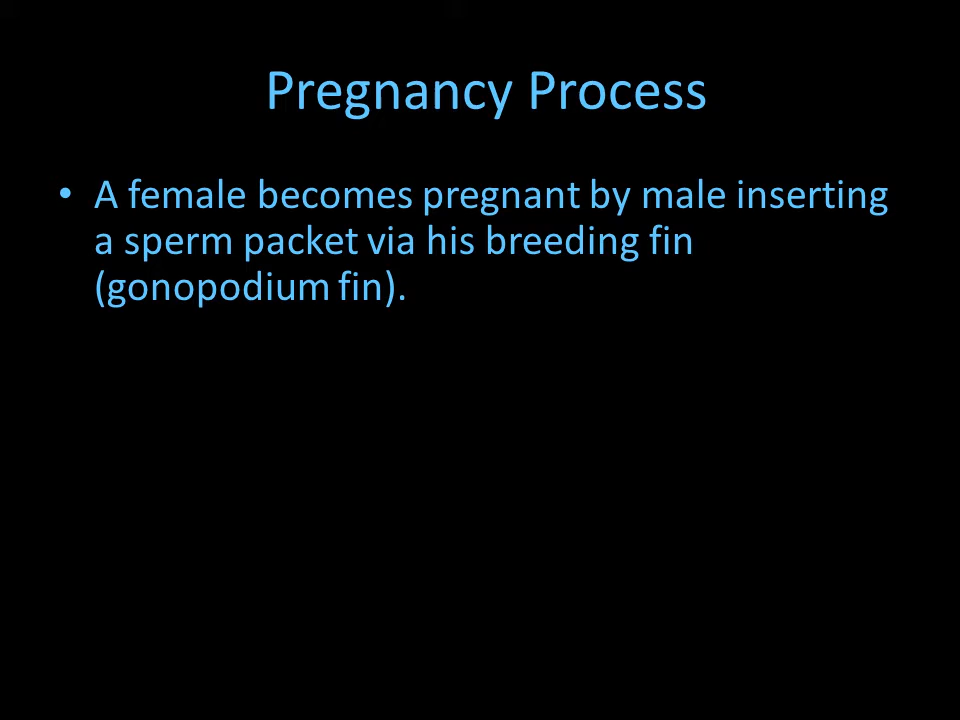 Pregnancy Process
• A female becomes pregnant by male inserting
a sperm packet via his breeding fin
(gonopodium fin).